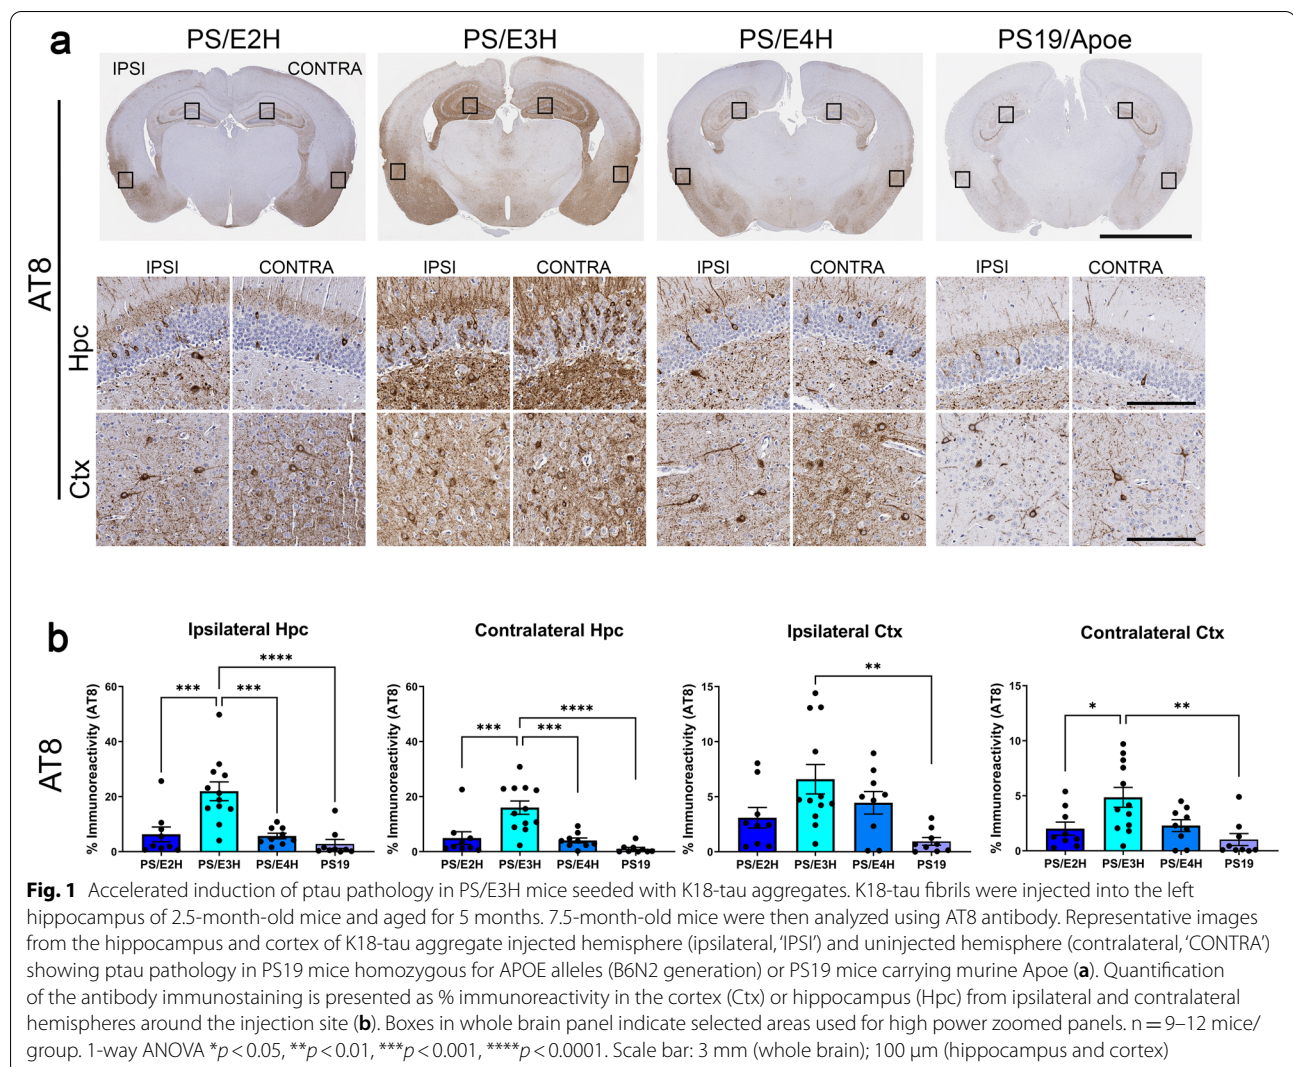 a
PS/E2H
PS/E3H
PS/E4H
PS19/Apoe
IPSI
CONTRA
AT8
IPSI
CONTRA
IPSI
CONTRA
IPSI
CONTRA
IPSI
CONTRA
Hpc
Ctx
b
AT8
Ipsilateral Hpc
% Immunoreactivity (AT8)
60
40
20
0
***
***
****
PS/E2H
PS/E3H
PS/E4H
PS19
Contralateral Hpc
% Immunoreactivity (AT8)
60
40
20
0
***
***
****
PS/E2H
PS/E3H
PS/E4H
PS19
Ipsilateral Ctx
% Immunoreactivity (AT8)
15
10
5
0
**
PS/E2H
PS/E3H
PS/E4H
PS19
Contralateral Ctx
% Immunoreactivity (AT8)
15
10
5
0
*
**
PS/E2H
PS/E3H
PS/E4H
PS19
Fig. 1 Accelerated induction of ptau pathology in PS/E3H mice seeded with K18-tau aggregates. K18-tau fibrils were injected into the left
hippocampus of 2.5-month-old mice and aged for 5 months. 7.5-month-old mice were then analyzed using AT8 antibody. Representative images
from the hippocampus and cortex of K18-tau aggregate injected hemisphere (ipsilateral, 'IPSI') and uninjected hemisphere (contralateral, 'CONTRA')
showing ptau pathology in PS19 mice homozygous for APOE alleles (B6N2 generation) or PS19 mice carrying murine Apoe (a). Quantification
of the antibody immunostaining is presented as % immunoreactivity in the cortex (Ctx) or hippocampus (Hpc) from ipsilateral and contralateral
hemispheres around the injection site (b). Boxes in whole brain panel indicate selected areas used for high power zoomed panels. n = 9–12 mice/
group. 1-way ANOVA *p < 0.05, **p < 0.01, ***p < 0.001, ****p < 0.0001. Scale bar: 3 mm (whole brain); 100 μm (hippocampus and cortex)